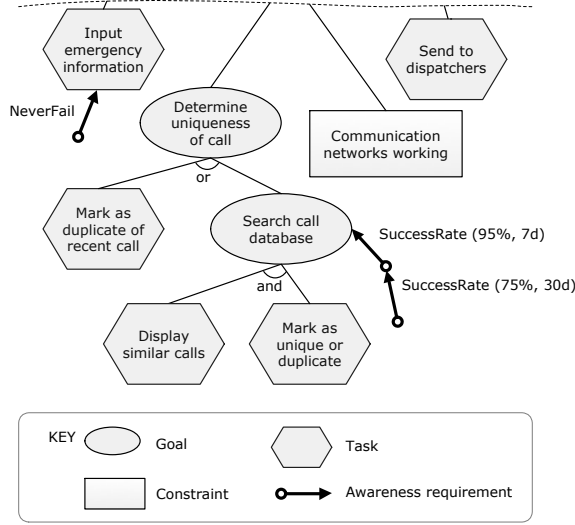 Input
emergency
information
Send to
dispatchers
NeverFail
Determine
uniqueness
of call
Communication
networks working
or
Mark as
duplicate of
recent call
Search call
database
SuccessRate (95%, 7d)
SuccessRate (75%, 30d)
and
Display
similar calls
Mark as
unique or
duplicate
KEY
Goal
Task
Constraint
Awareness requirement